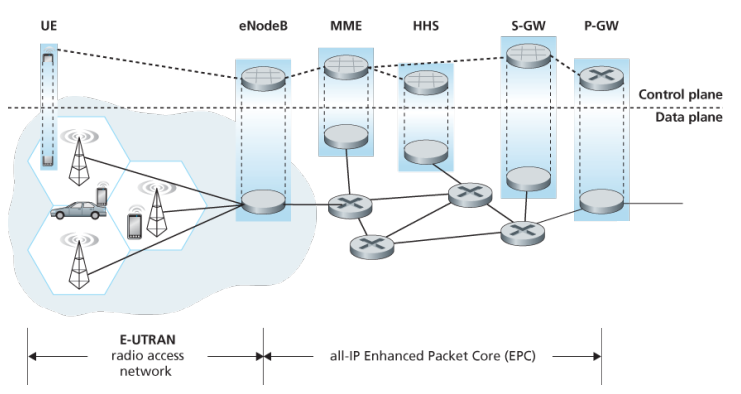 UE
eNodeB
MME
HHS
S-GW
P-GW
Control plane
Data plane
E-UTRAN
radio access
network
all-IP Enhanced Packet Core (EPC)